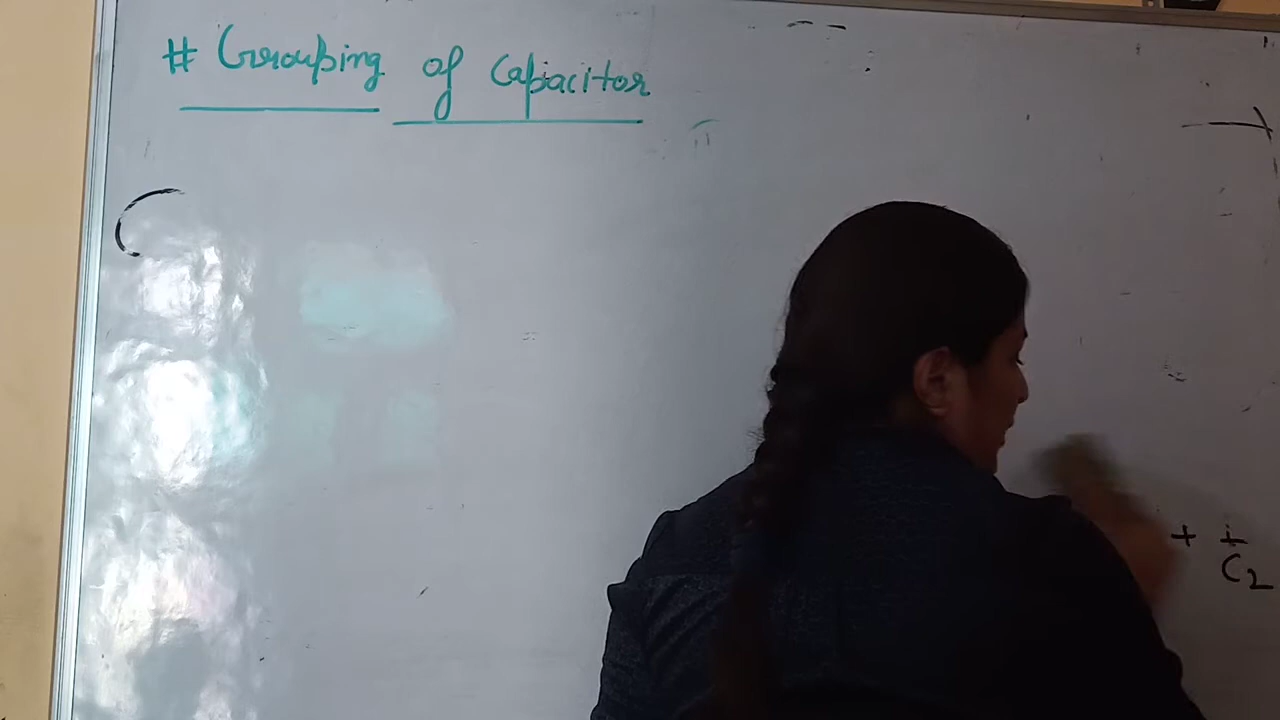 # Grouping of Capacitor
+ 1/C2